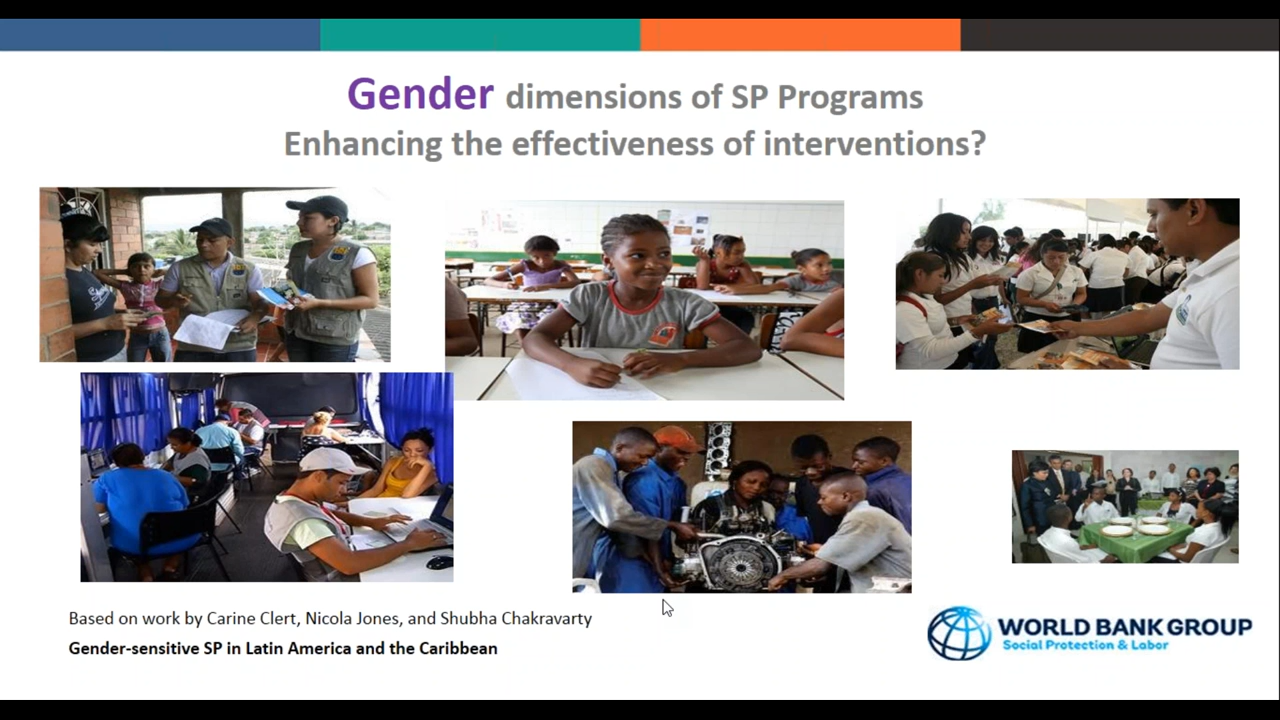 Gender dimensions of SP Programs
Enhancing the effectiveness of interventions?
Based on work by Carine Clert, Nicola Jones, and Shubha Chakravarty
Gender-sensitive SP in Latin America and the Caribbean
WORLD BANK GROUP
Social Protection & Labor